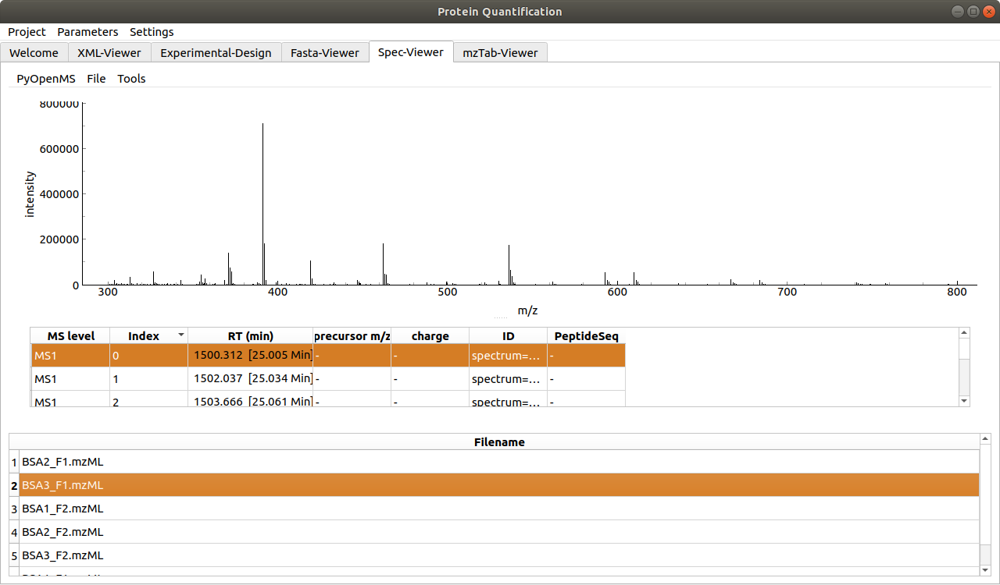 Protein Quantification
Project Parameters Settings
Welcome XML-Viewer Experimental-Design Fasta-Viewer Spec-Viewer mzTab-Viewer
PyOpenMS File Tools
800000
600000
400000
200000
0
intensity
300 400 500 600 700 800
m/z
MS level Index RT (min) precursor m/z charge ID PeptideSeq
MS1 0 1500.312 [25.005 Min] - - spectrum=... -
MS1 1 1502.037 [25.034 Min] - - spectrum=... -
MS1 2 1503.666 [25.061 Min] - - spectrum=... -
Filename
1 BSA2_F1.mzML
2 BSA3_F1.mzML
3 BSA1_F2.mzML
4 BSA2_F2.mzML
5 BSA3_F2.mzML